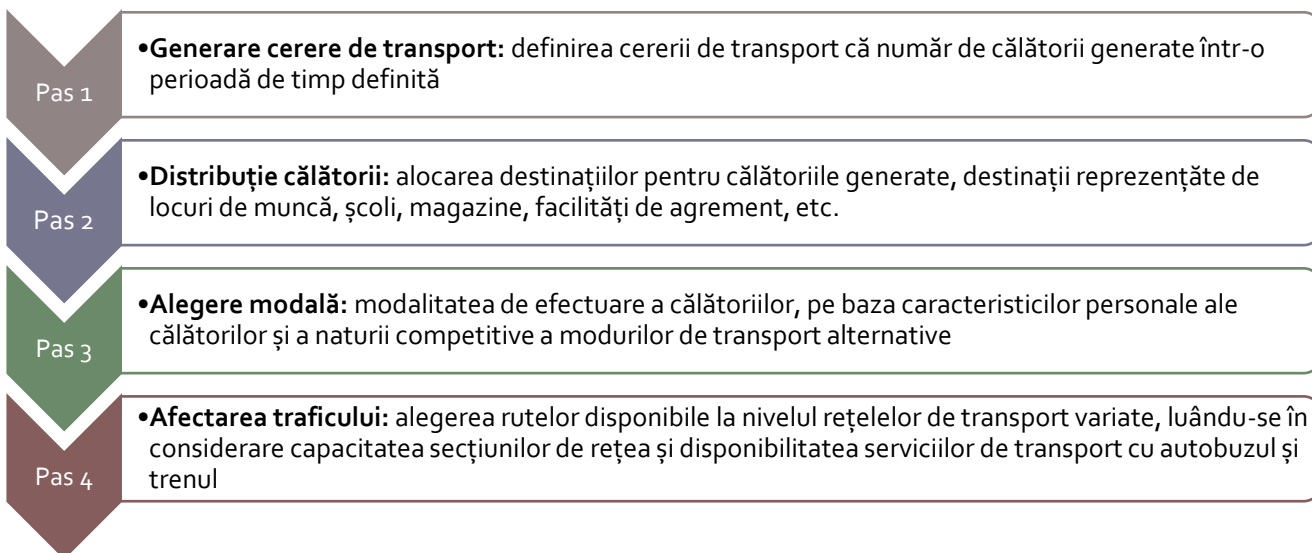 Pas 1
•Generare cerere de transport: definirea cererii de transport că număr de călătorii generate într-o
perioadă de timp definită
Pas 2
•Distribuție călătorii: alocarea destinațiilor pentru călătoriile generate, destinații reprezențăte de
locuri de muncă, școli, magazine, facilități de agrement, etc.
Pas 3
•Alegere modală: modalitatea de efectuare a călătoriilor, pe baza caracteristicilor personale ale
călătorilor și a naturii competitive a modurilor de transport alternative
Pas 4
•Afectarea traficului: alegerea rutelor disponibile la nivelul rețelelor de transport variate, luându-se în
considerare capacitatea secțiunilor de rețea și disponibilitatea serviciilor de transport cu autobuzul și
trenul